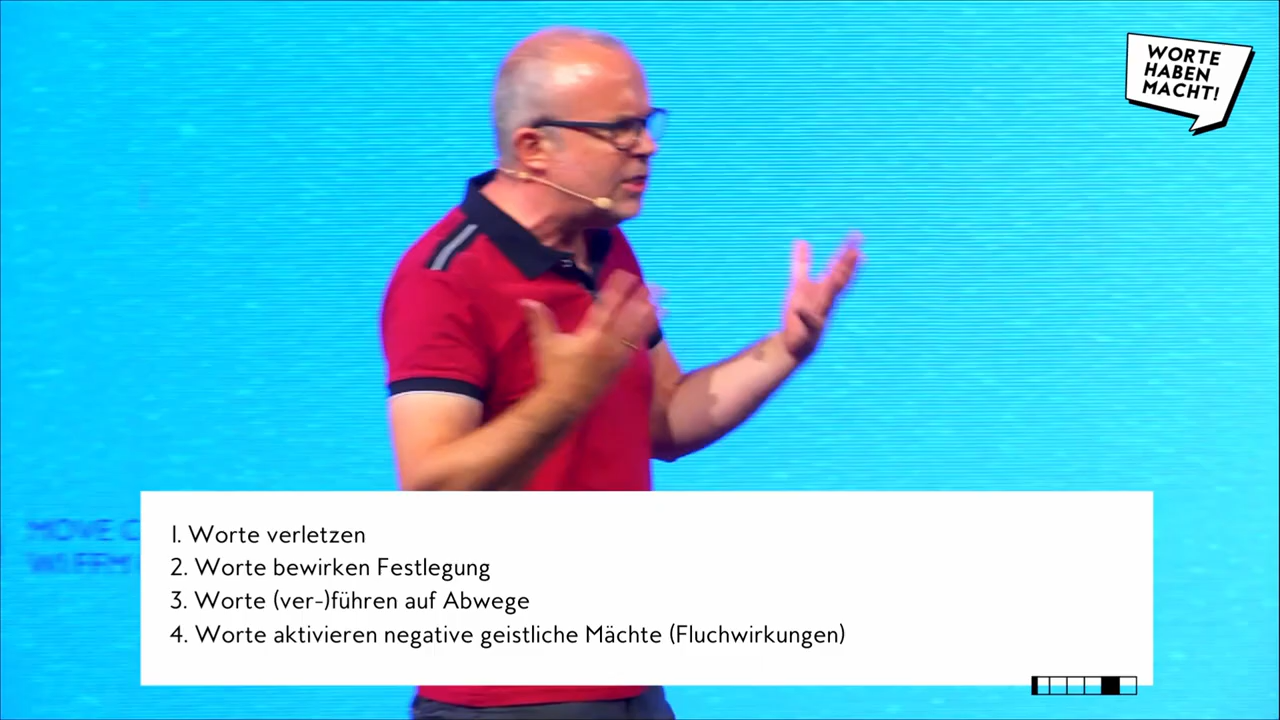 WORTE
HABEN
MACHT!
MOVE
1. Worte verletzen
2. Worte bewirken Festlegung
3. Worte (ver-)führen auf Abwege
4. Worte aktivieren negative geistliche Mächte (Fluchwirkungen)